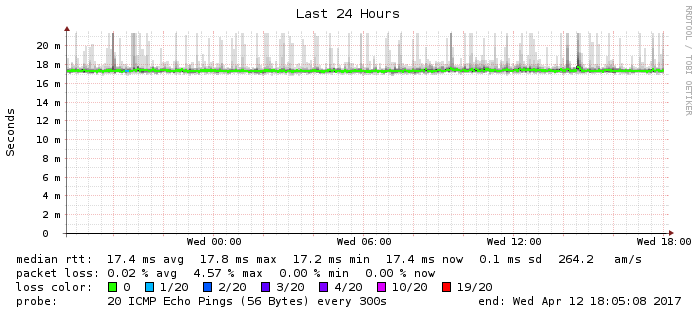 Last 24 Hours
RRDTOOL / TOBI OETIKER
Seconds
20 m
18 m
16 m
14 m
12 m
10 m
8 m
6 m
4 m
2 m
0
Wed 00:00 Wed 06:00 Wed 12:00 Wed 18:00
median rtt: 17.4 ms avg 17.8 ms max 17.2 ms min 17.4 ms now 0.1 ms sd 264.2 am/s
packet loss: 0.02 % avg 4.57 % max 0.00 % min 0.00 % now
loss color: 0 1/20 2/20 3/20 4/20 10/20 19/20
probe: 20 ICMP Echo Pings (56 Bytes) every 300s end: Wed Apr 12 18:05:08 2017